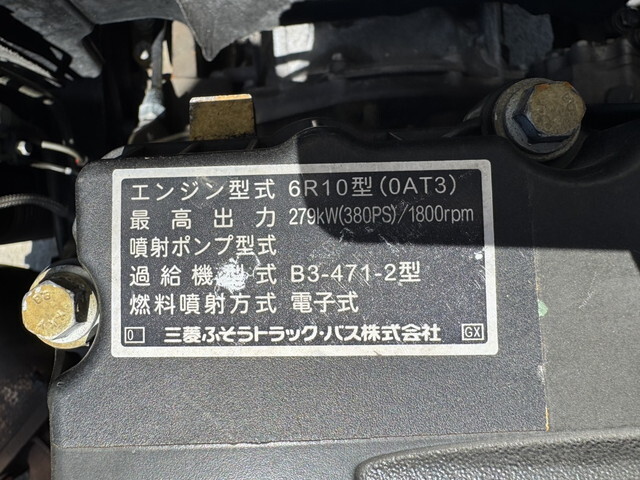 エンジン型式 6R10型(0AT3)
最高出力 279kW(380PS)/1800rpm
噴射ポンプ型式
過給機型式 B3-471-2型
燃料噴射方式 電子式
0 三菱ふそうトラック・バス株式会社 GX